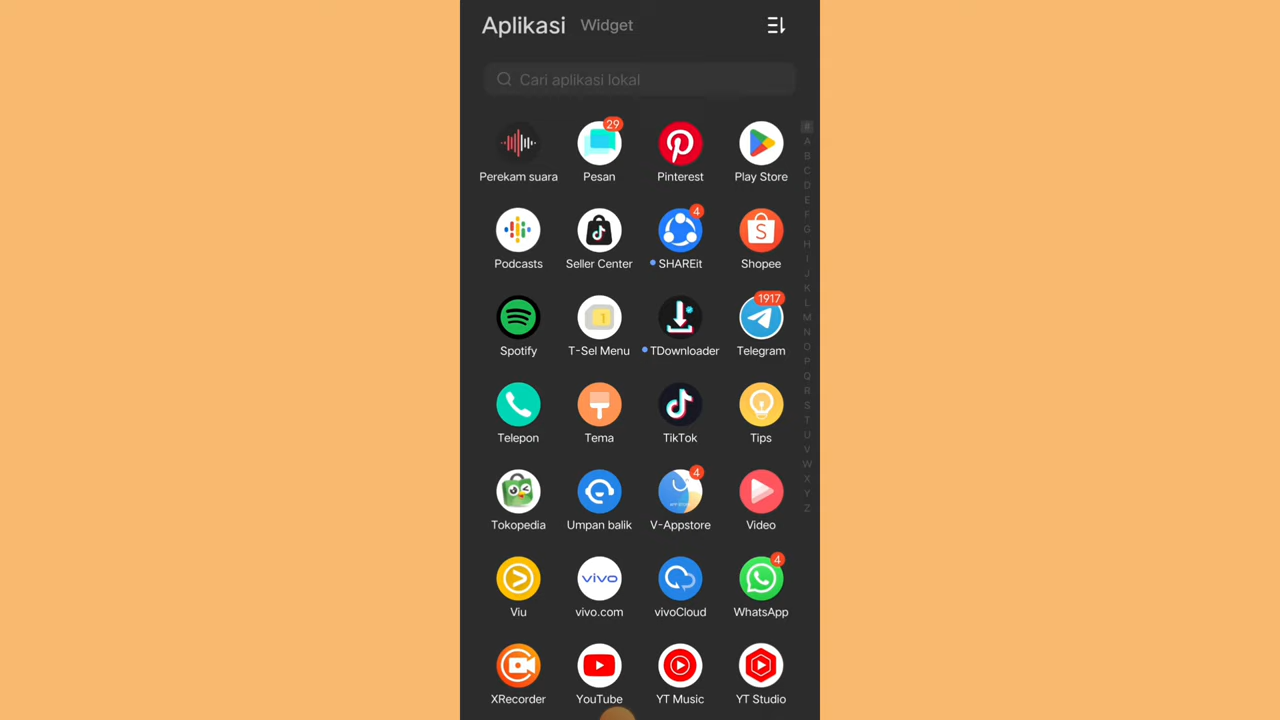 Aplikasi Widget
Cari aplikasi lokal
29
Perekam suara Pesan Pinterest Play Store
4
Podcasts Seller Center SHAREit Shopee
1917
Spotify T-Sel Menu TDownloader Telegram
Telepon Tema TikTok Tips
4
Tokopedia Umpan balik V-Appstore Video
4
vivo
Viu vivo.com vivoCloud WhatsApp
XRecorder YouTube YT Music YT Studio
#
A
B
C
D
E
F
G
H
I
J
K
L
M
N
O
P
Q
R
S
T
U
V
W
X
Y
Z